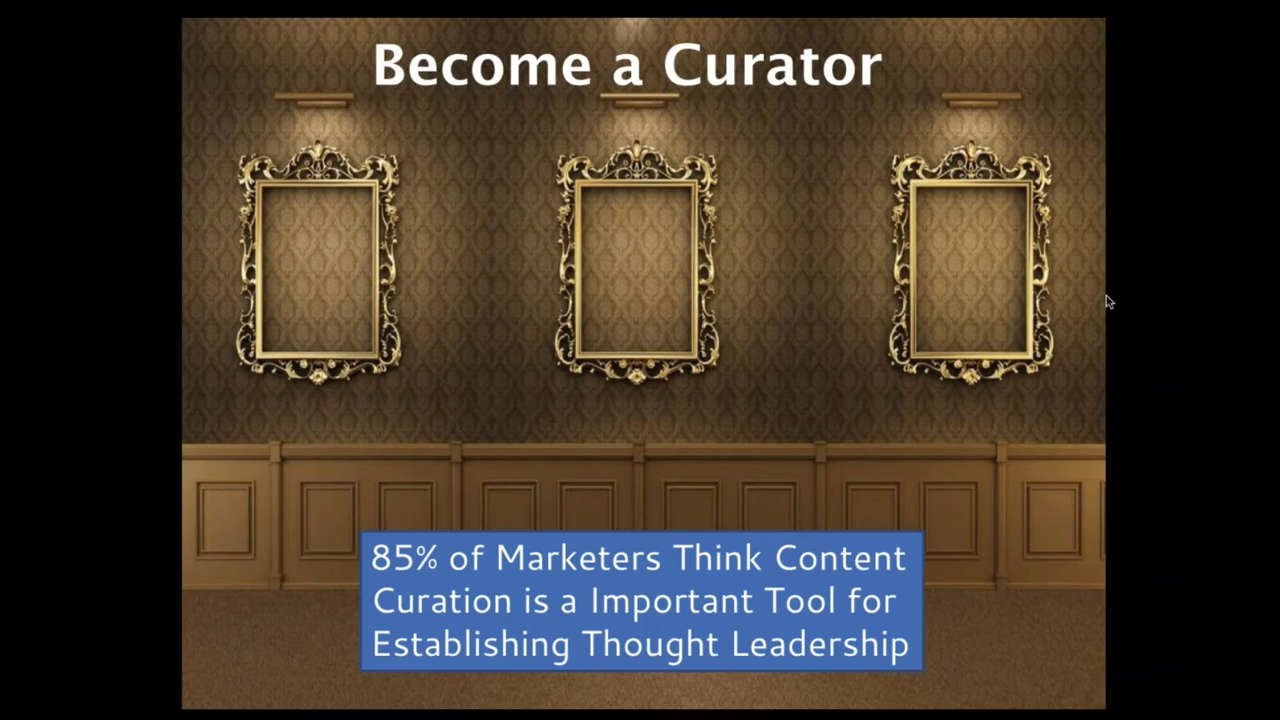 Become a Curator
85% of Marketers Think Content
Curation is a Important Tool for
Establishing Thought Leadership